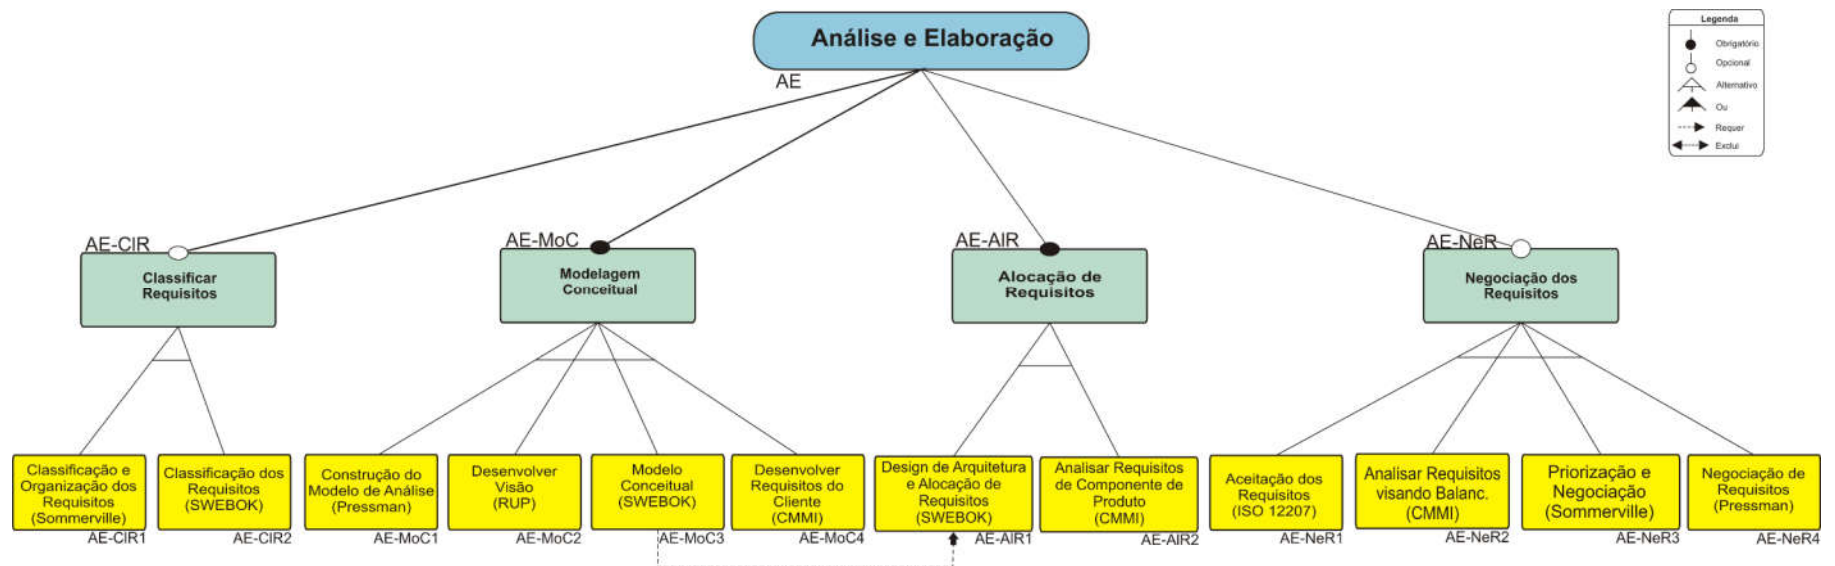 Análise e Elaboração
AE
Legenda
Obrigatório
Opcional
Alternativo
Ou
Requer
Exclui
AE-ClR
Classificar
Requisitos
AE-MoC
Modelagem
Conceitual
AE-AlR
Alocação de
Requisitos
AE-NeR
Negociação dos
Requisitos
Classificação e
Organização dos
Requisitos
(Sommerville)
AE-ClR1
Classificação dos
Requisitos
(SWEBOK)
AE-ClR2
Construção do
Modelo de Análise
(Pressman)
AE-MoC1
Desenvolver
Visão
(RUP)
AE-MoC2
Modelo
Conceitual
(SWEBOK)
AE-MoC3
Desenvolver
Requisitos do
Cliente
(CMMI)
AE-MoC4
Design de Arquitetura
e Alocação de
Requisitos
(SWEBOK)
AE-AlR1
Analisar Requisitos
de Componente de
Produto
(CMMI)
AE-AlR2
Aceitação dos
Requisitos
(ISO 12207)
AE-NeR1
Analisar Requisitos
visando Balanc.
(CMMI)
AE-NeR2
Priorização e
Negociação
(Sommerville)
AE-NeR3
Negociação de
Requisitos
(Pressman)
AE-NeR4